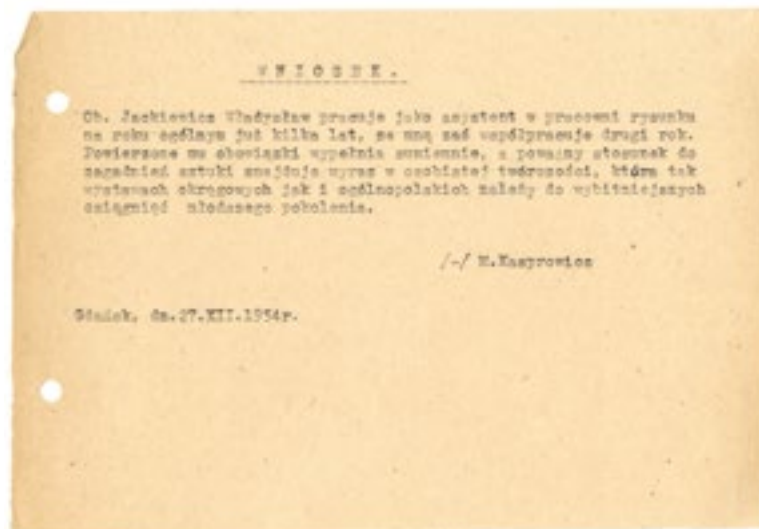 WNIOSEK.
Ob. Jackiewicz Władysław pracuje jako asystent w pracowni rysunku
na roku ogólnym już kilka lat, ze mną zaś współpracuje drugi rok.
Powierzone mu obowiązki wypełnia sumiennie, a poważny stosunek do
zagadnień sztuki znajduje wyraz w osobistej twórczości, która tak
wystawach okręgowych jak i ogólnopolskich należy do wybitniejszych
osiągnięć młodszego pokolenia.
/-/ M.Kasprowicz
Gdańsk, dn.27.XII.1954r.